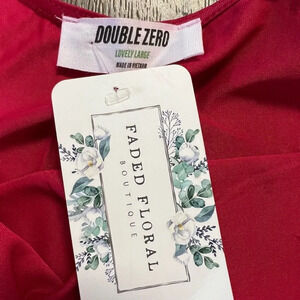 DOUBLE ZERO
LOVELY LARGE
MADE IN VIETNAM
FADED FLORAL
BOUTIQUE